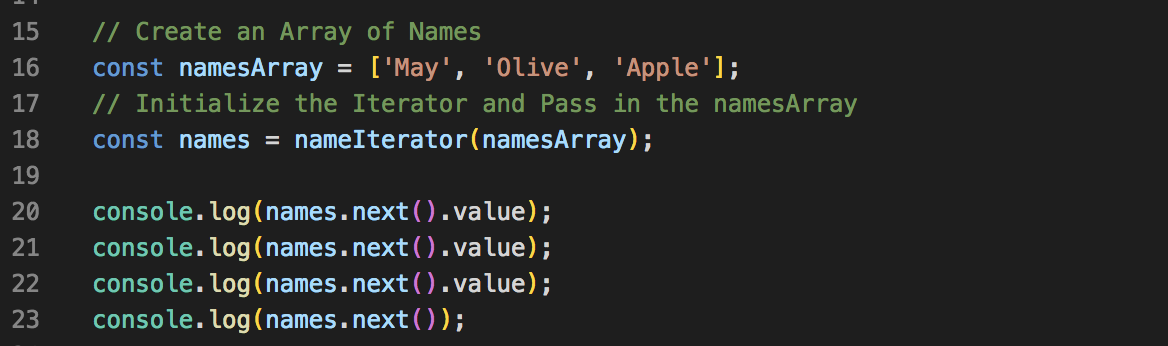 15 // Create an Array of Names
16 const namesArray = ['May', 'Olive', 'Apple'];
17 // Initialize the Iterator and Pass in the namesArray
18 const names = nameIterator(namesArray);
19
20 console.log(names.next().value);
21 console.log(names.next().value);
22 console.log(names.next().value);
23 console.log(names.next());